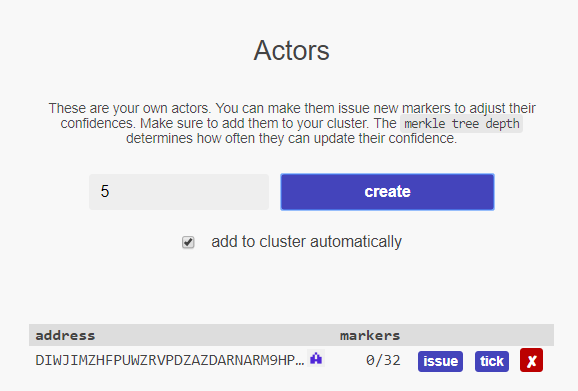 Actors
These are your own actors. You can make them issue new markers to adjust their
confidences. Make sure to add them to your cluster. The merkle tree depth
determines how often they can update their confidence.
5 create
add to cluster automatically
address markers
DIWJIMZHFPUWZRVPDZAZDARNARM9HP… 0/32 issue tick ✘